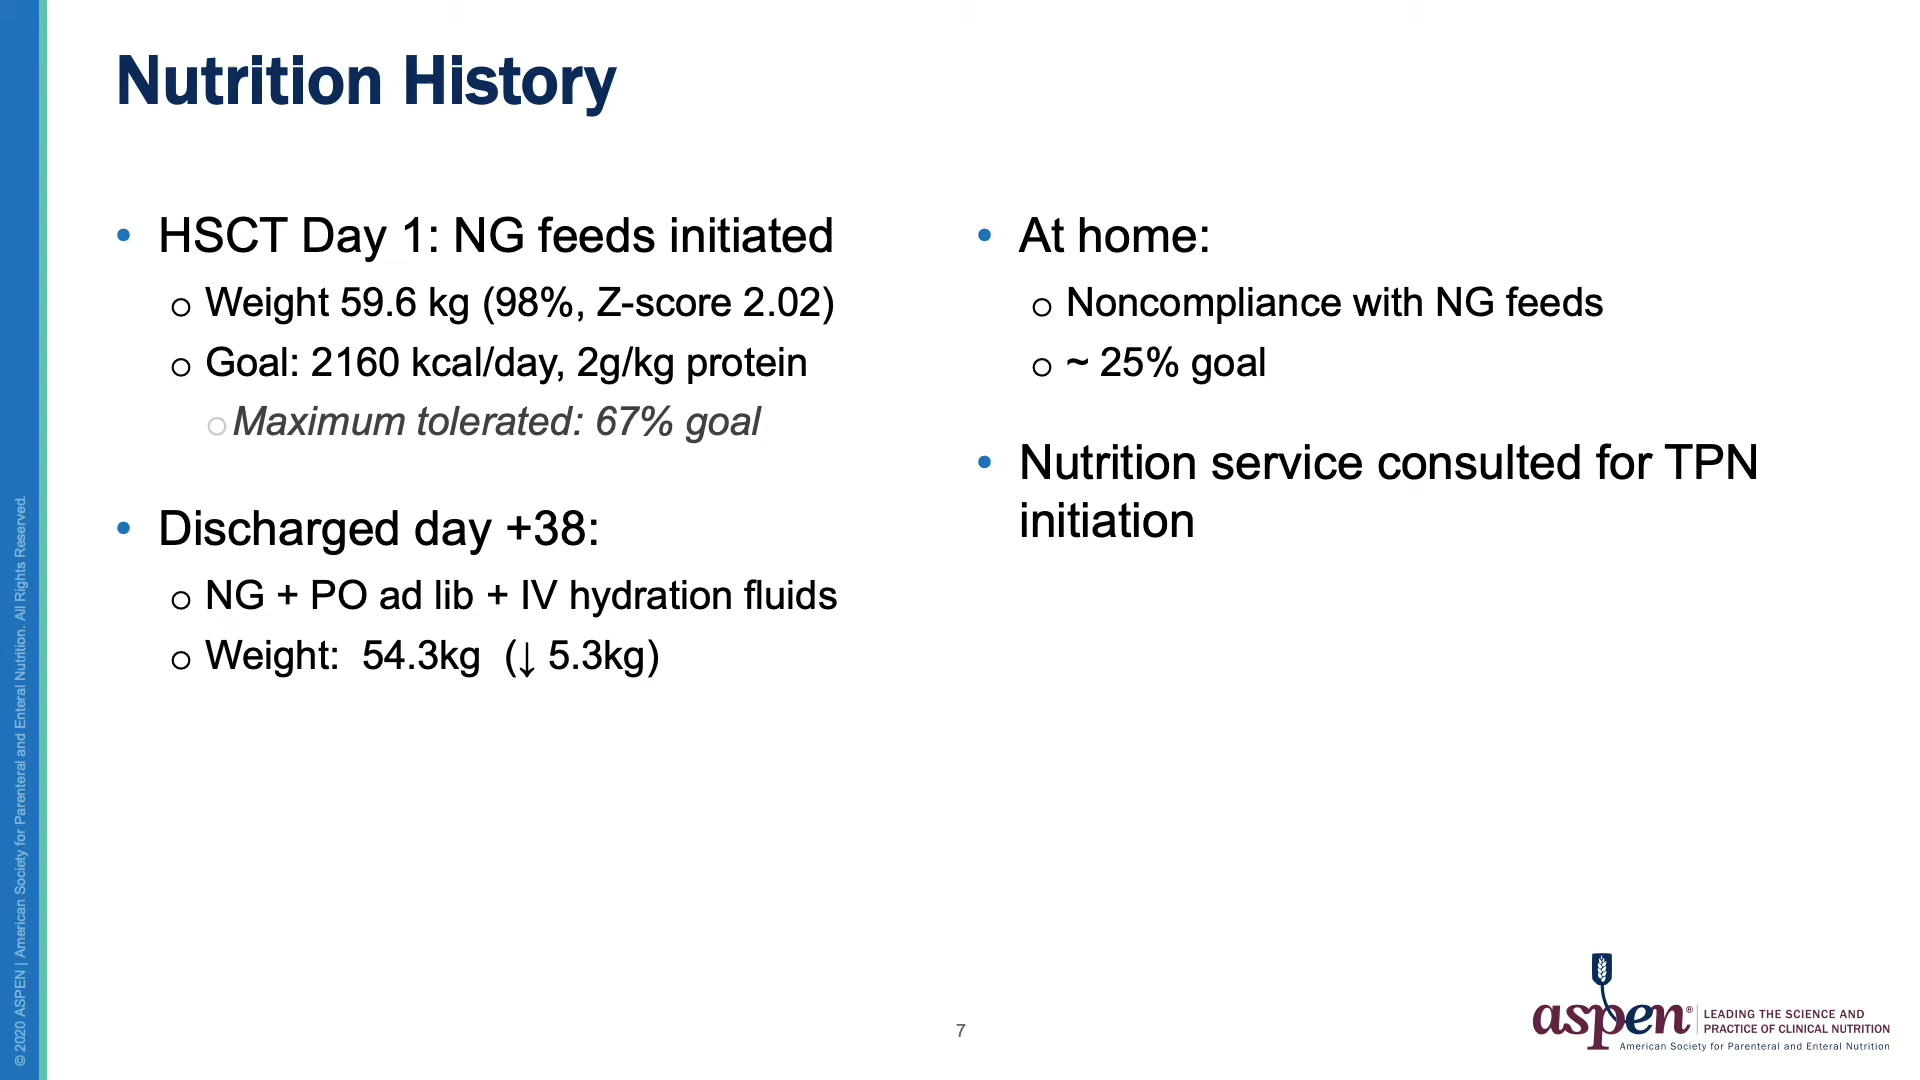 Nutrition History
• HSCT Day 1: NG feeds initiated
o Weight 59.6 kg (98%, Z-score 2.02)
o Goal: 2160 kcal/day, 2g/kg protein
o Maximum tolerated: 67% goal
• Discharged day +38:
o NG + PO ad lib + IV hydration fluids
o Weight: 54.3kg (↓ 5.3kg)
• At home:
o Noncompliance with NG feeds
o ~ 25% goal
• Nutrition service consulted for TPN
initiation
© 2020 ASPEN | American Society for Parenteral and Enteral Nutrition. All Rights Reserved.
7
aspen®
LEADING THE SCIENCE AND
PRACTICE OF CLINICAL NUTRITION
American Society for Parenteral and Enteral Nutrition